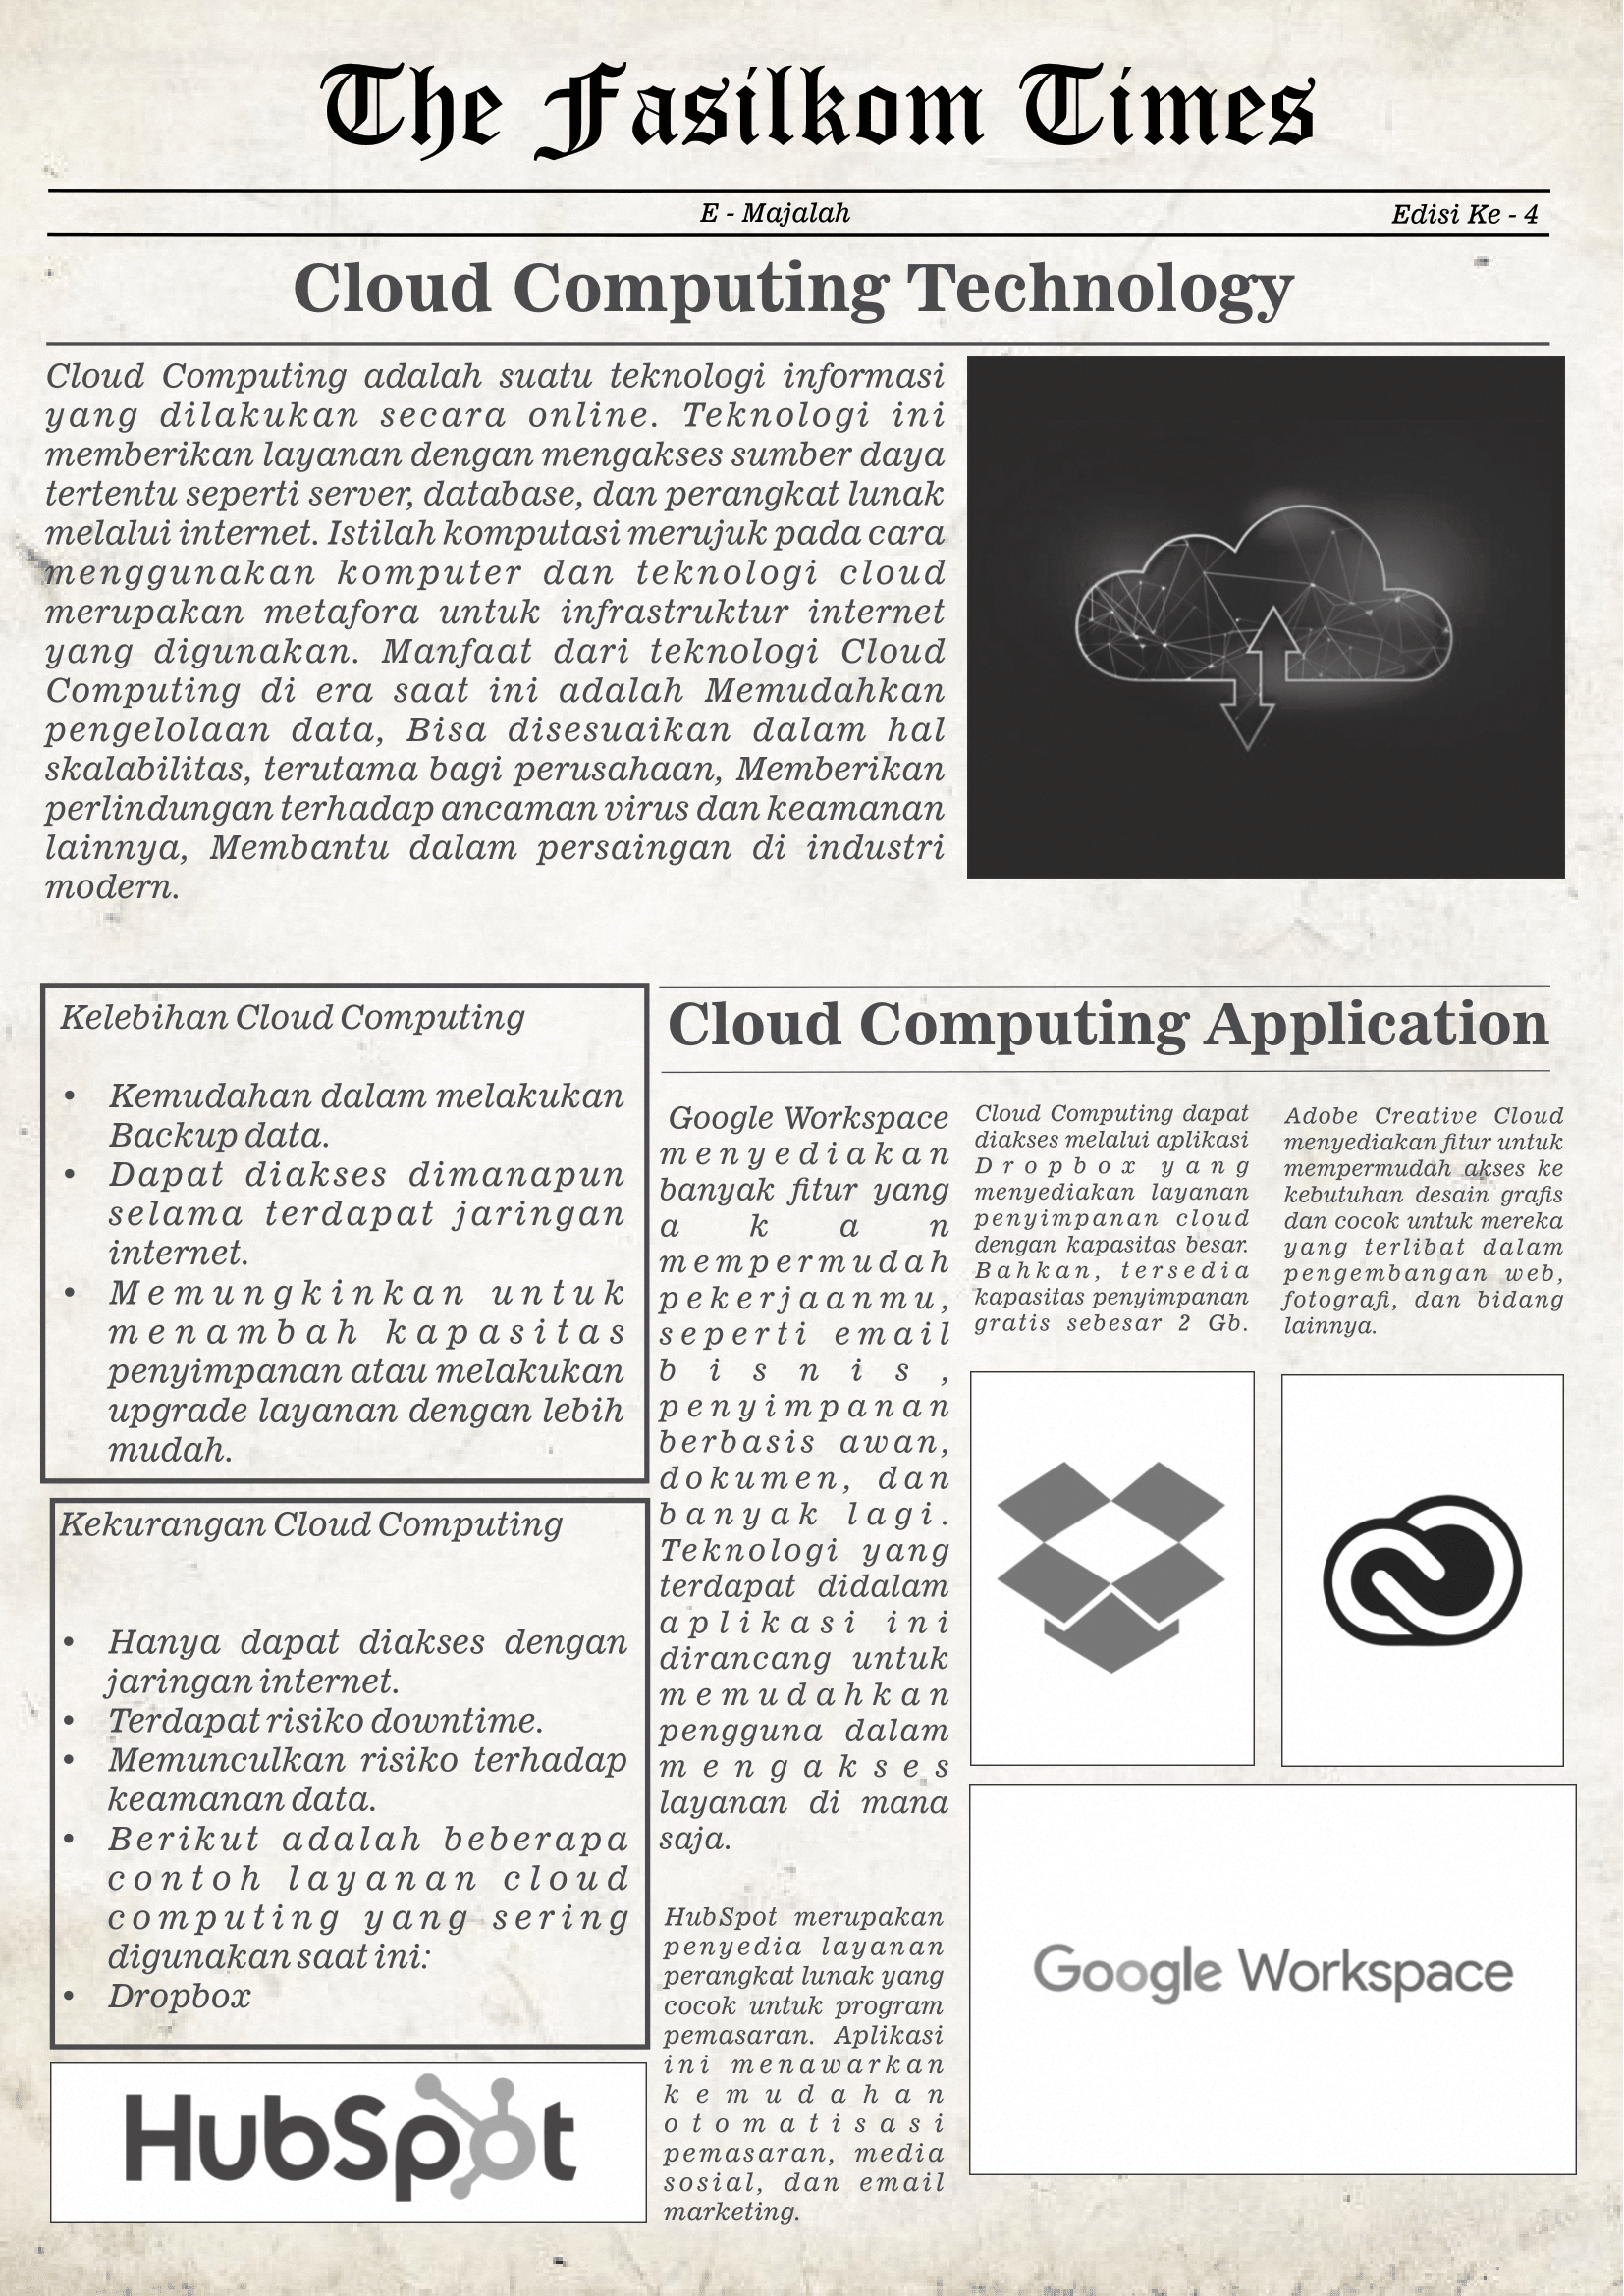 The Fasilkom Times
E - Majalah
Edisi Ke - 4
Cloud Computing Technology
Cloud Computing adalah suatu teknologi informasi
yang dilakukan secara online. Teknologi ini
memberikan layanan dengan mengakses sumber daya
tertentu seperti server, database, dan perangkat lunak
melalui internet. Istilah komputasi merujuk pada cara
menggunakan komputer dan teknologi cloud
merupakan metafora untuk infrastruktur internet
yang digunakan. Manfaat dari teknologi Cloud
Computing di era saat ini adalah Memudahkan
pengelolaan data, Bisa disesuaikan dalam hal
skalabilitas, terutama bagi perusahaan, Memberikan
perlindungan terhadap ancaman virus dan keamanan
lainnya, Membantu dalam persaingan di industri
modern.
Kelebihan Cloud Computing
• Kemudahan dalam melakukan
Backup data.
• Dapat diakses dimanapun
selama terdapat jaringan
internet.
• Memungkinkan untuk
menambah kapasitas
penyimpanan atau melakukan
upgrade layanan dengan lebih
mudah.
Kekurangan Cloud Computing
• Hanya dapat diakses dengan
jaringan internet.
• Terdapat risiko downtime.
• Memunculkan risiko terhadap
keamanan data.
• Berikut adalah beberapa
contoh layanan cloud
computing yang sering
digunakan saat ini:
• Dropbox
HubSpot
Cloud Computing Application
Google Workspace
menyediakan
banyak fitur yang
akan
mempermudah
pekerjaanmu,
seperti email
bisnis,
penyimpanan
berbasis awan,
dokumen, dan
banyak lagi.
Teknologi yang
terdapat didalam
aplikasi ini
dirancang untuk
memudahkan
pengguna dalam
mengakses
layanan di mana
saja.
HubSpot merupakan
penyedia layanan
perangkat lunak yang
cocok untuk program
pemasaran. Aplikasi
ini menawarkan
kemudahan
otomatisasi
pemasaran, media
sosial, dan email
marketing.
Cloud Computing dapat
diakses melalui aplikasi
Dropbox yang
menyediakan layanan
penyimpanan cloud
dengan kapasitas besar.
Bahkan, tersedia
kapasitas penyimpanan
gratis sebesar 2 Gb.
Adobe Creative Cloud
menyediakan fitur untuk
mempermudah akses ke
kebutuhan desain grafis
dan cocok untuk mereka
yang terlibat dalam
pengembangan web,
fotografi, dan bidang
lainnya.
Google Workspace